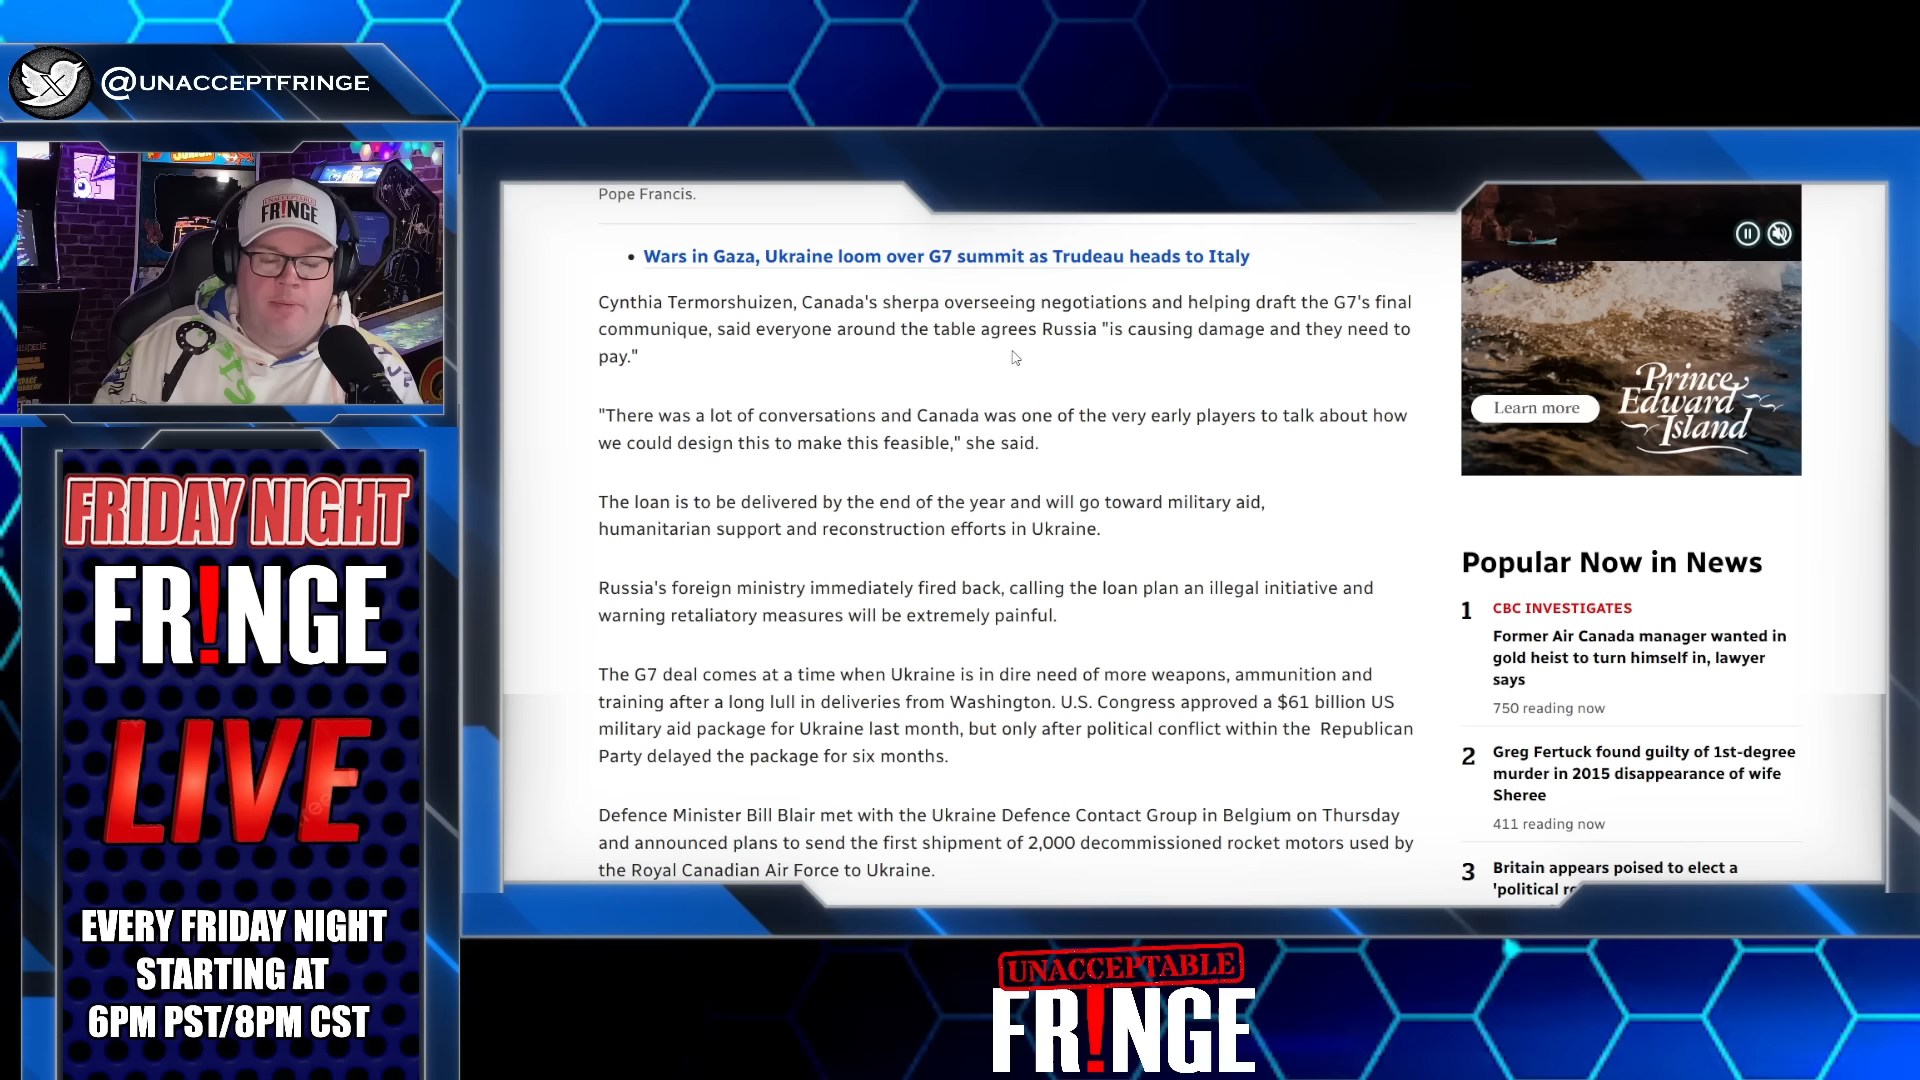 @UNACCEPTFRINGE
FR!NGE
FRIDAY NIGHT
FR!NGE
LIVE
EVERY FRIDAY NIGHT
STARTING AT
6PM PST/8PM CST
Pope Francis.
• Wars in Gaza, Ukraine loom over G7 summit as Trudeau heads to Italy
Cynthia Termorshuizen, Canada's sherpa overseeing negotiations and helping draft the G7's final
communique, said everyone around the table agrees Russia "is causing damage and they need to
pay."
"There was a lot of conversations and Canada was one of the very early players to talk about how
we could design this to make this feasible," she said.
The loan is to be delivered by the end of the year and will go toward military aid,
humanitarian support and reconstruction efforts in Ukraine.
Russia's foreign ministry immediately fired back, calling the loan plan an illegal initiative and
warning retaliatory measures will be extremely painful.
The G7 deal comes at a time when Ukraine is in dire need of more weapons, ammunition and
training after a long lull in deliveries from Washington. U.S. Congress approved a $61 billion US
military aid package for Ukraine last month, but only after political conflict within the Republican
Party delayed the package for six months.
Defence Minister Bill Blair met with the Ukraine Defence Contact Group in Belgium on Thursday
and announced plans to send the first shipment of 2,000 decommissioned rocket motors used by
the Royal Canadian Air Force to Ukraine.
Learn more
Prince
Edward
Island
Popular Now in News
1 CBC INVESTIGATES
Former Air Canada manager wanted in
gold heist to turn himself in, lawyer
says
750 reading now
2 Greg Fertuck found guilty of 1st-degree
murder in 2015 disappearance of wife
Sheree
411 reading now
3 Britain appears poised to elect a
'political
UNACCEPTABLE
FR!NGE